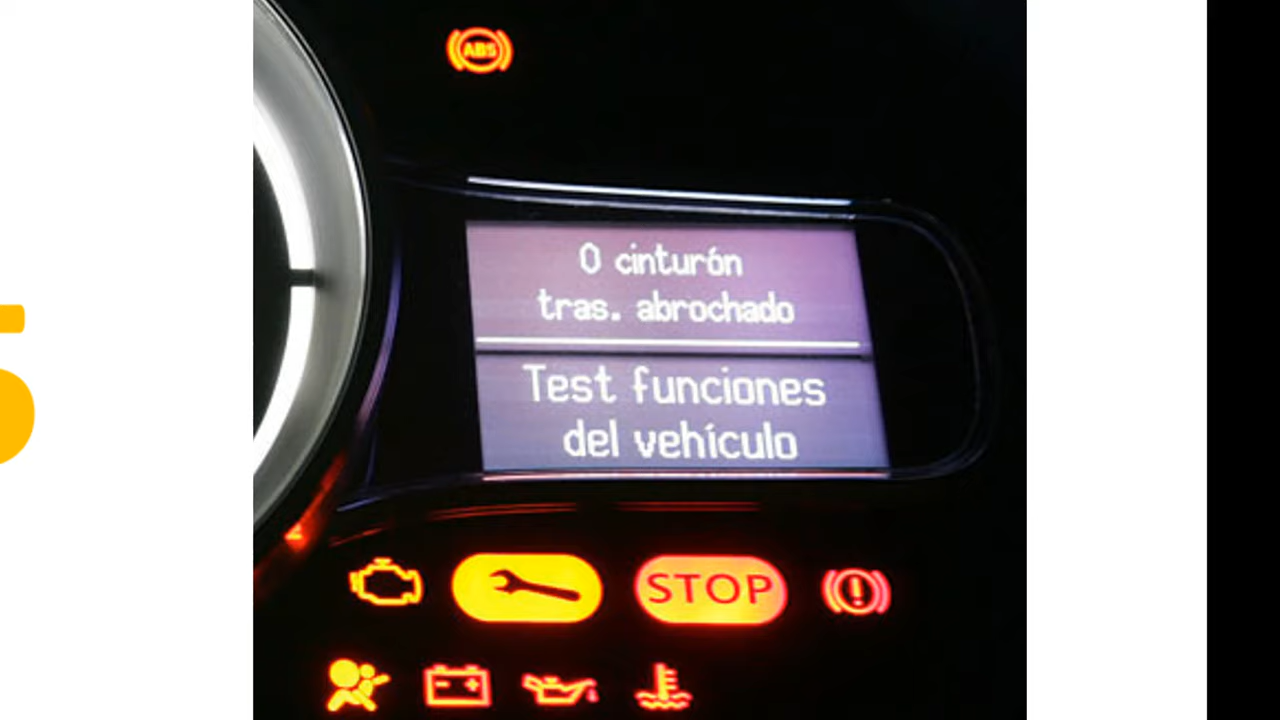 ABS
0 cinturón
tras. abrochado
Test funciones
del vehículo
STOP